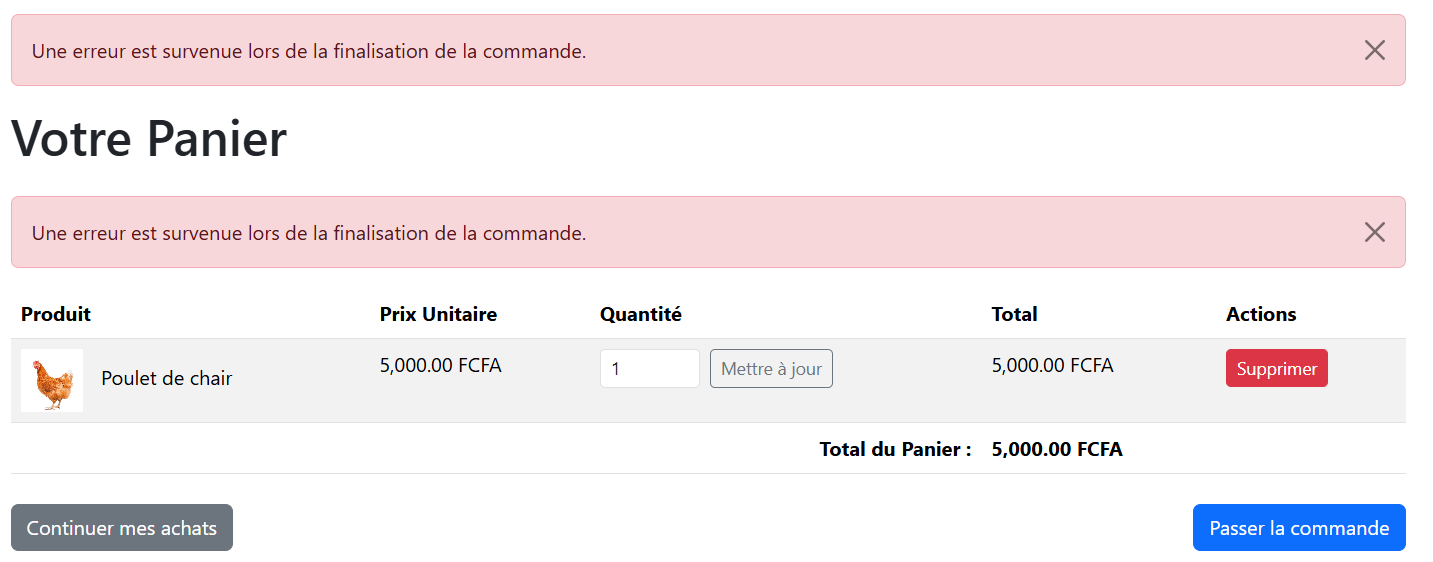 Une erreur est survenue lors de la finalisation de la commande.
Votre Panier
Une erreur est survenue lors de la finalisation de la commande.
Produit Prix Unitaire Quantité Total Actions
Poulet de chair 5,000.00 FCFA 1 Mettre à jour 5,000.00 FCFA Supprimer
Total du Panier : 5,000.00 FCFA
Continuer mes achats Passer la commande